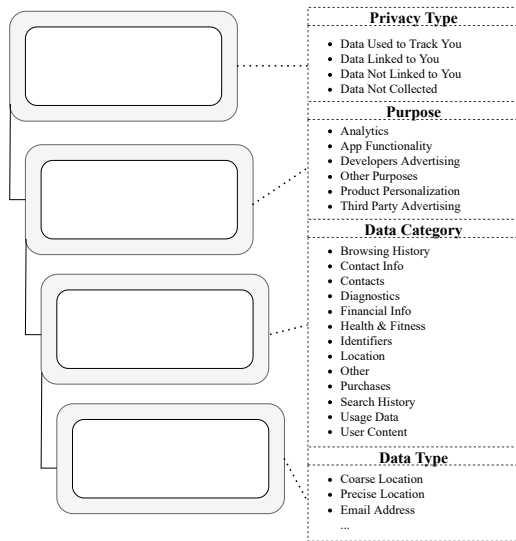 Privacy Type
• Data Used to Track You
• Data Linked to You
• Data Not Linked to You
• Data Not Collected
Purpose
• Analytics
• App Functionality
• Developers Advertising
• Other Purposes
• Product Personalization
• Third Party Advertising
Data Category
• Browsing History
• Contact Info
• Contacts
• Diagnostics
• Financial Info
• Health & Fitness
• Identifiers
• Location
• Other
• Purchases
• Search History
• Usage Data
• User Content
Data Type
• Coarse Location
• Precise Location
• Email Address
...